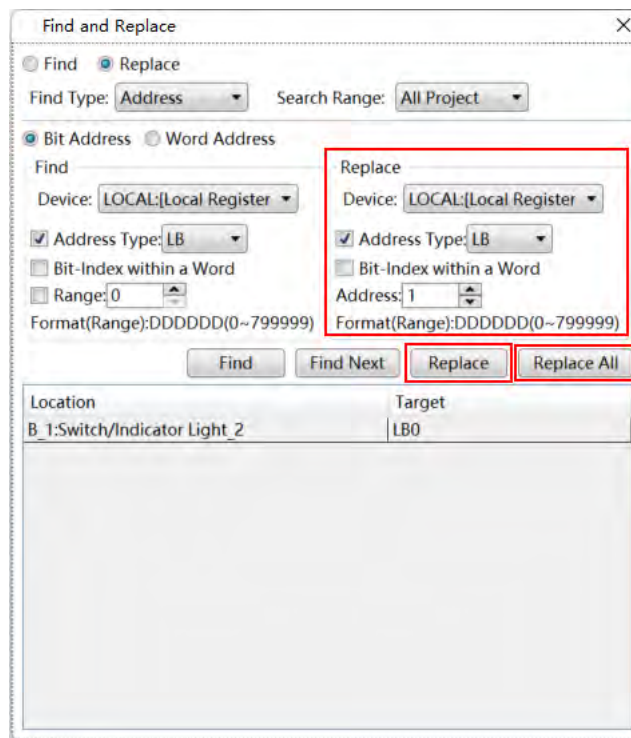 Find and Replace
Find Replace
Find Type: Address Search Range: All Project
Bit Address Word Address
Find Replace
Device: LOCAL:[Local Register Device: LOCAL:[Local Register
Address Type: LB Address Type: LB
Bit-Index within a Word Bit-Index within a Word
Range: 0 Address: 1
Format(Range):DDDDDD(0~799999) Format(Range):DDDDDD(0~799999)
Find Find Next Replace Replace All
Location Target
B_1:Switch/Indicator Light_2 LB0